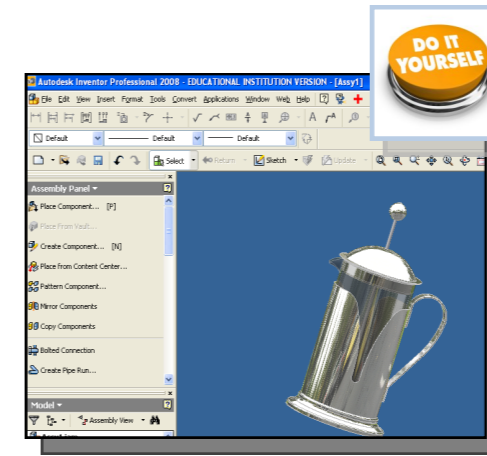 DO IT
YOURSELF
Autodesk Inventor Professional 2008 - EDUCATIONAL INSTITUTION VERSION - [Assy1]
File Edit View Insert Format Tools Convert Applications Window Web Help
Default Default Default
Select Return Sketch Update
Assembly Panel
Place Component... [P]
Place from Vault...
Create Component... [N]
Place from Content Center...
Pattern Component...
Mirror Components
Copy Components
Bolted Connection
Create Pipe Run...
Model
Assembly View